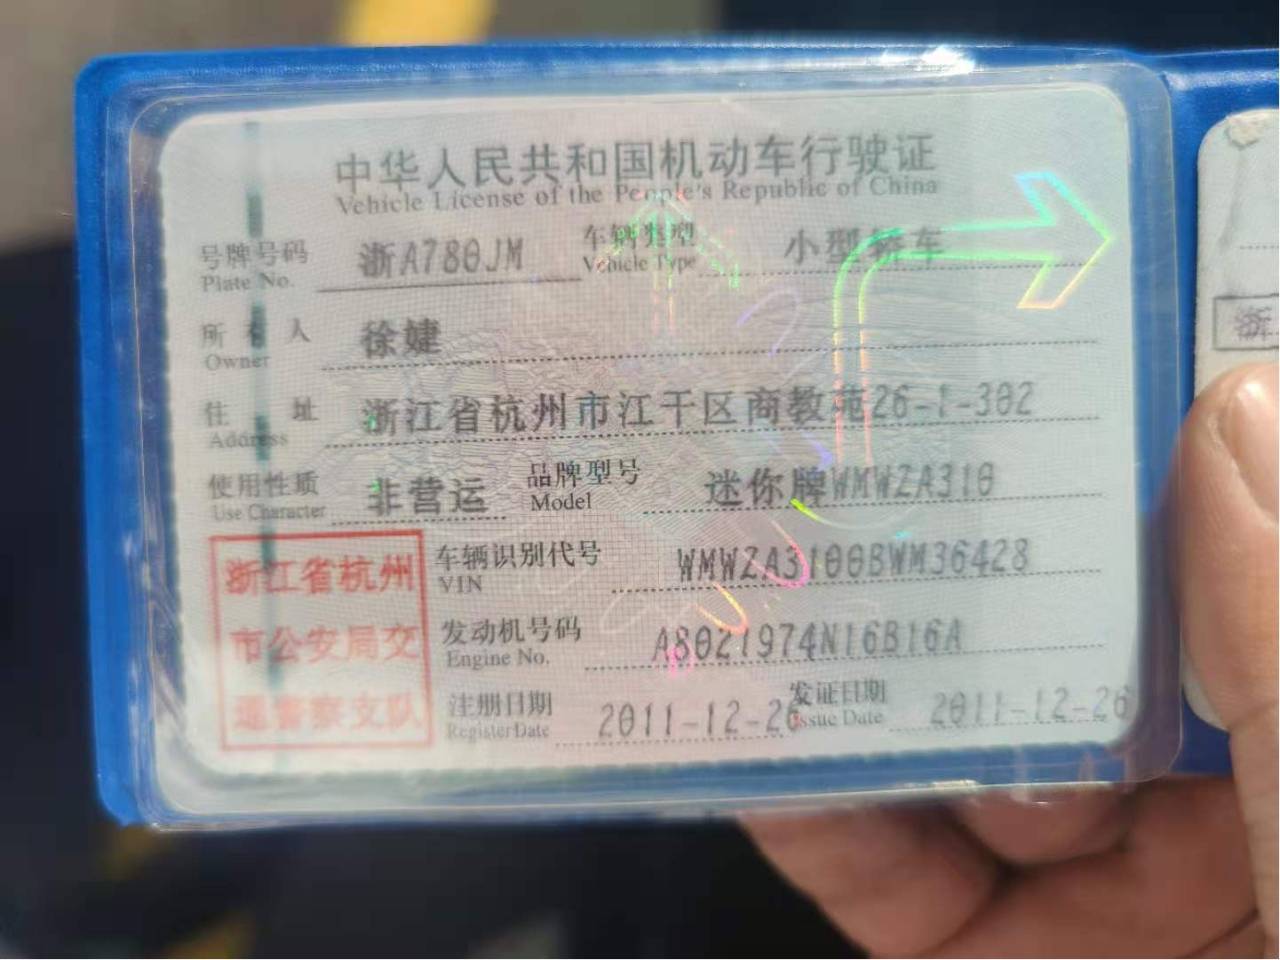 中华人民共和国机动车行驶证
Vehicle License of the People's Republic of China
号牌号码 浙A780JM 车辆类型 小型轿车
Plate No. Vehicle Type
所有人 徐婕
Owner
住址 浙江省杭州市江干区商教苑26-1-302
Address
使用性质 非营运 品牌型号 迷你牌WMWZA310
Use Character Model
浙江省杭州
市公安局交
通警察支队
车辆识别代号 WMWZA3100BWM36428
VIN
发动机号码 A8021974N16B16A
Engine No.
注册日期 2011-12-26 发证日期 2011-12-26
Register Date Issue Date
浙